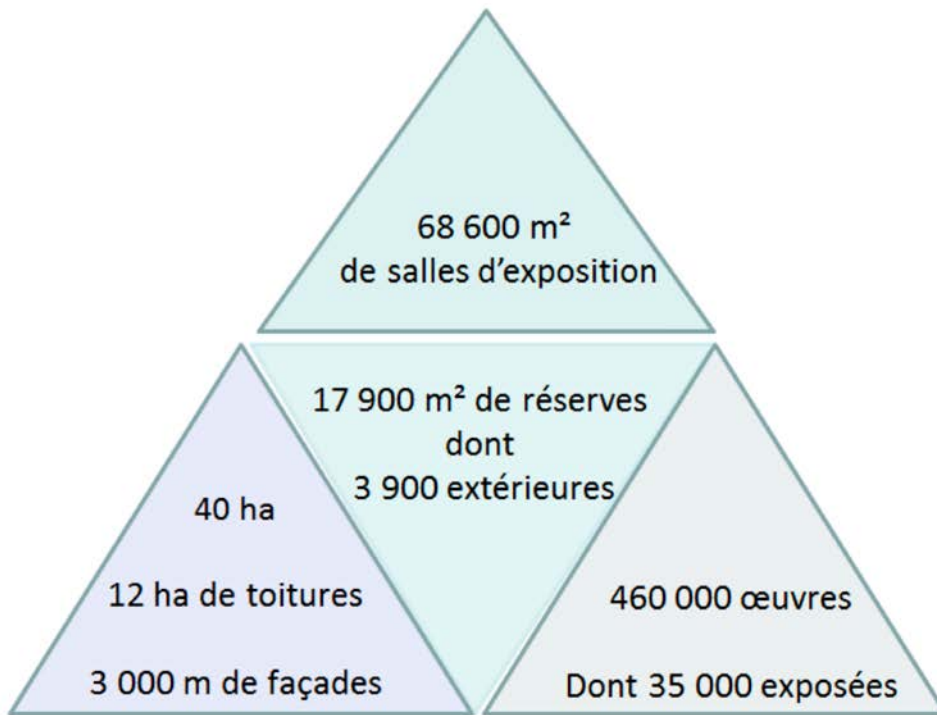 68 600 m²
de salles d’exposition
17 900 m² de réserves
dont
3 900 extérieures
40 ha
12 ha de toitures
3 000 m de façades
460 000 œuvres
Dont 35 000 exposées